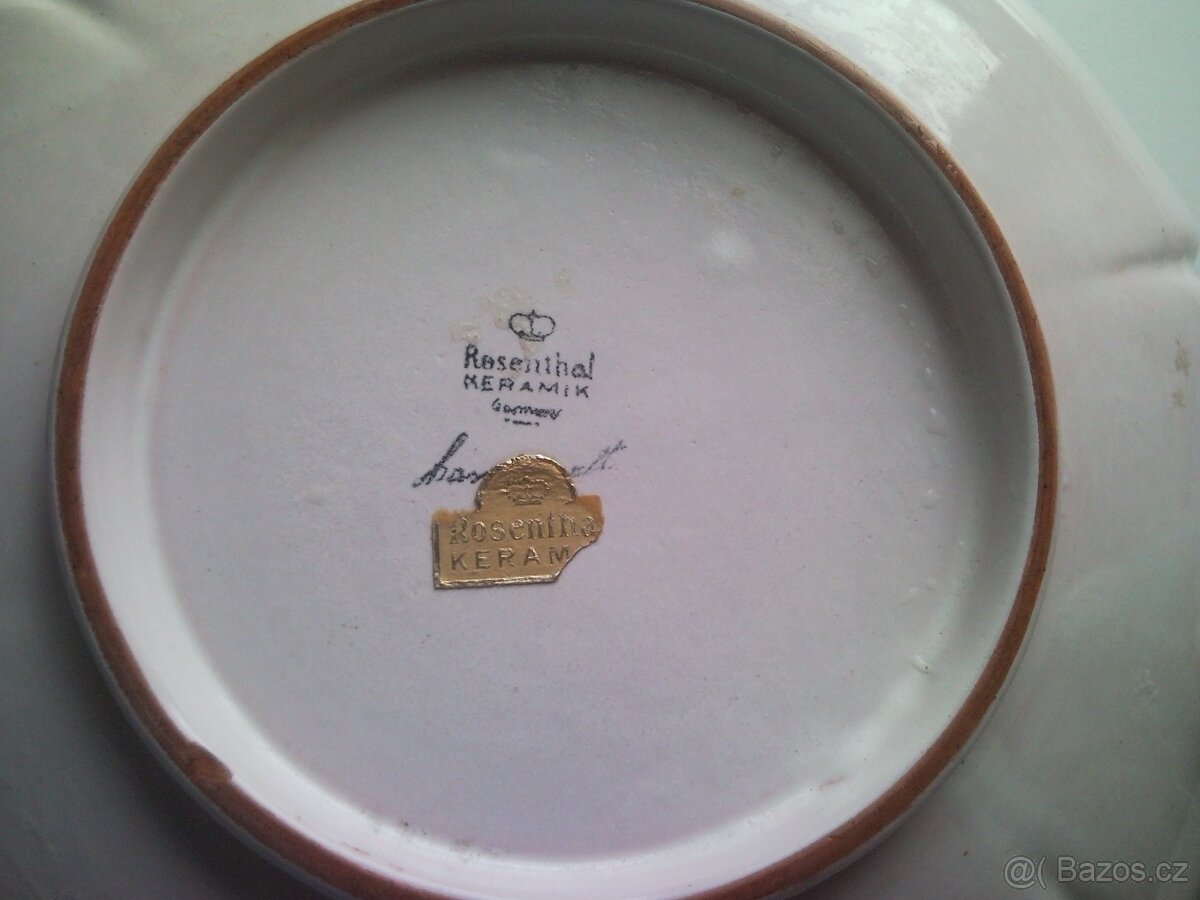 Rosenthal
KERAMIK
Germany
Rosentha
KERAM
@( Bazos.cz